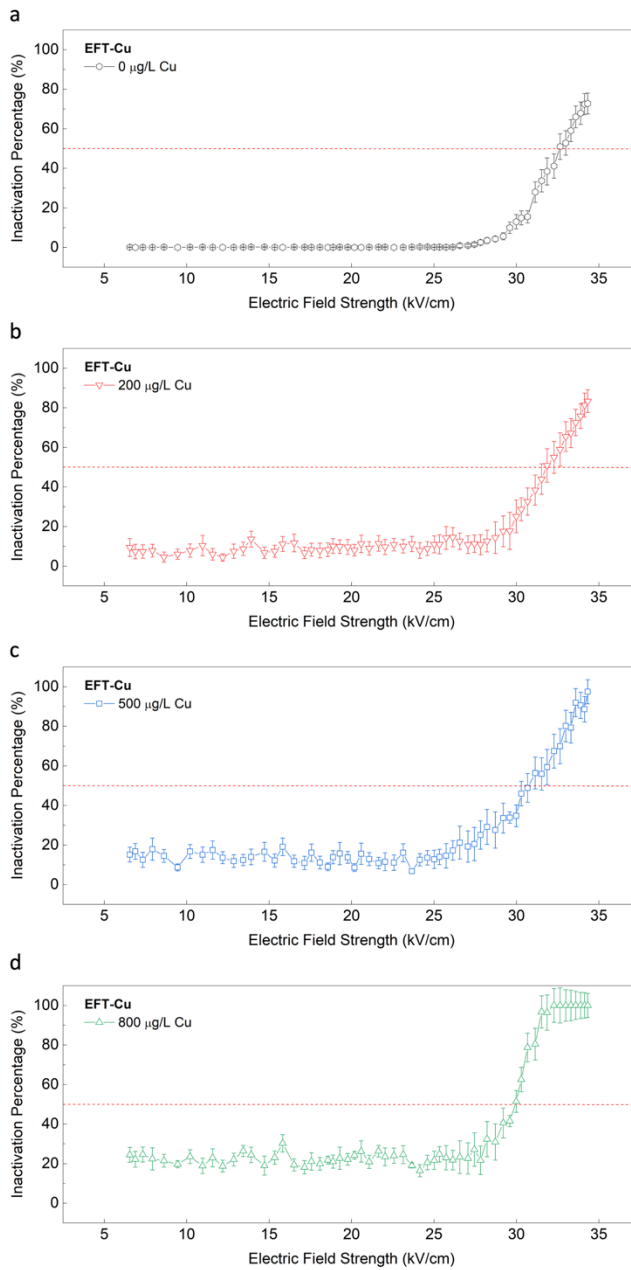 a
Inactivation Percentage (%)
100
80
60
40
20
0
EFT-Cu
0 μg/L Cu
5 10 15 20 25 30 35
Electric Field Strength (kV/cm)
b
Inactivation Percentage (%)
100
80
60
40
20
0
EFT-Cu
200 μg/L Cu
5 10 15 20 25 30 35
Electric Field Strength (kV/cm)
c
Inactivation Percentage (%)
100
80
60
40
20
0
EFT-Cu
500 μg/L Cu
5 10 15 20 25 30 35
Electric Field Strength (kV/cm)
d
Inactivation Percentage (%)
100
80
60
40
20
0
EFT-Cu
800 μg/L Cu
5 10 15 20 25 30 35
Electric Field Strength (kV/cm)